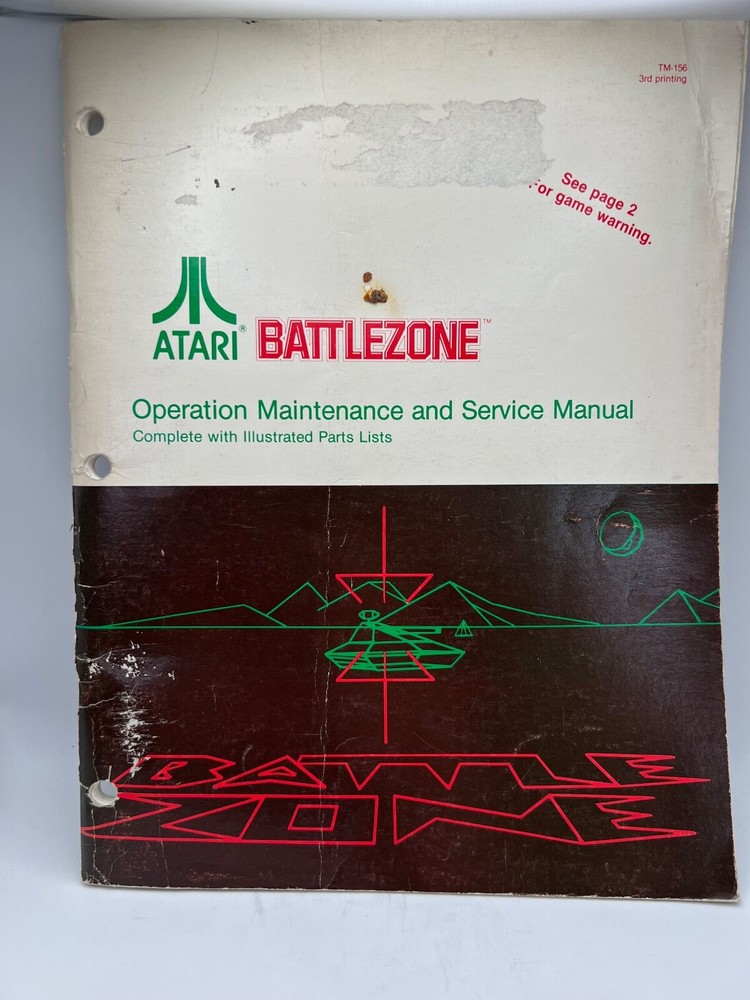 TM-156
3rd printing
See page 2
for game warning.
ATARI® BATTLEZONE™
Operation Maintenance and Service Manual
Complete with Illustrated Parts Lists
BATTLE
ZONE